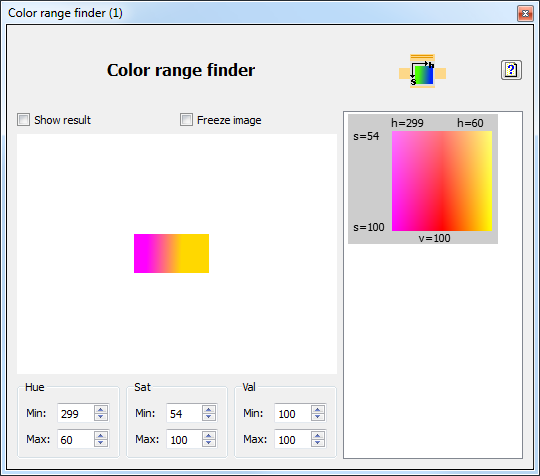 Color range finder (1)
Color range finder
h
s
?
Show result
Freeze image
h=299 h=60
s=54
s=100
v=100
Hue
Min: 299
Max: 60
Sat
Min: 54
Max: 100
Val
Min: 100
Max: 100